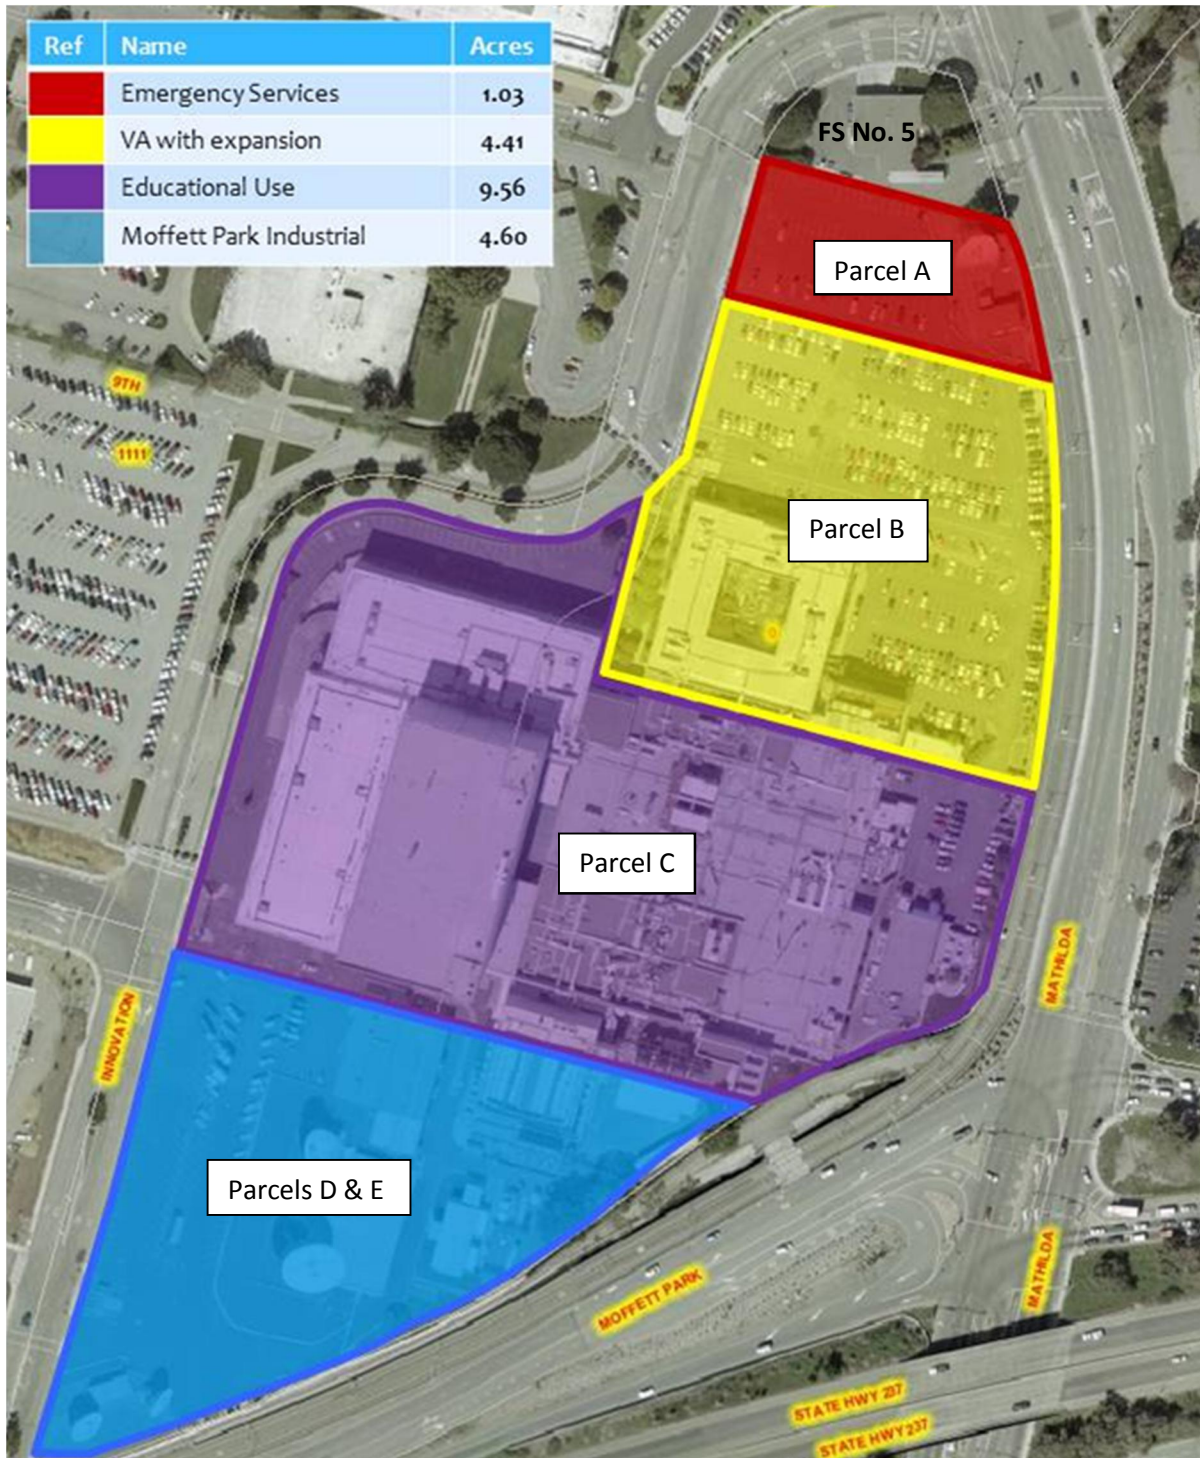 Ref Name Acres
Emergency Services 1.03
VA with expansion 4.41
Educational Use 9.56
Moffett Park Industrial 4.60
FS No. 5
Parcel A
9TH
1111
Parcel B
0
Parcel C
MATHILDA
INNOVATION
Parcels D & E
MATHILDA
MOFFETT PARK
STATE HWY 237
STATE HWY 237